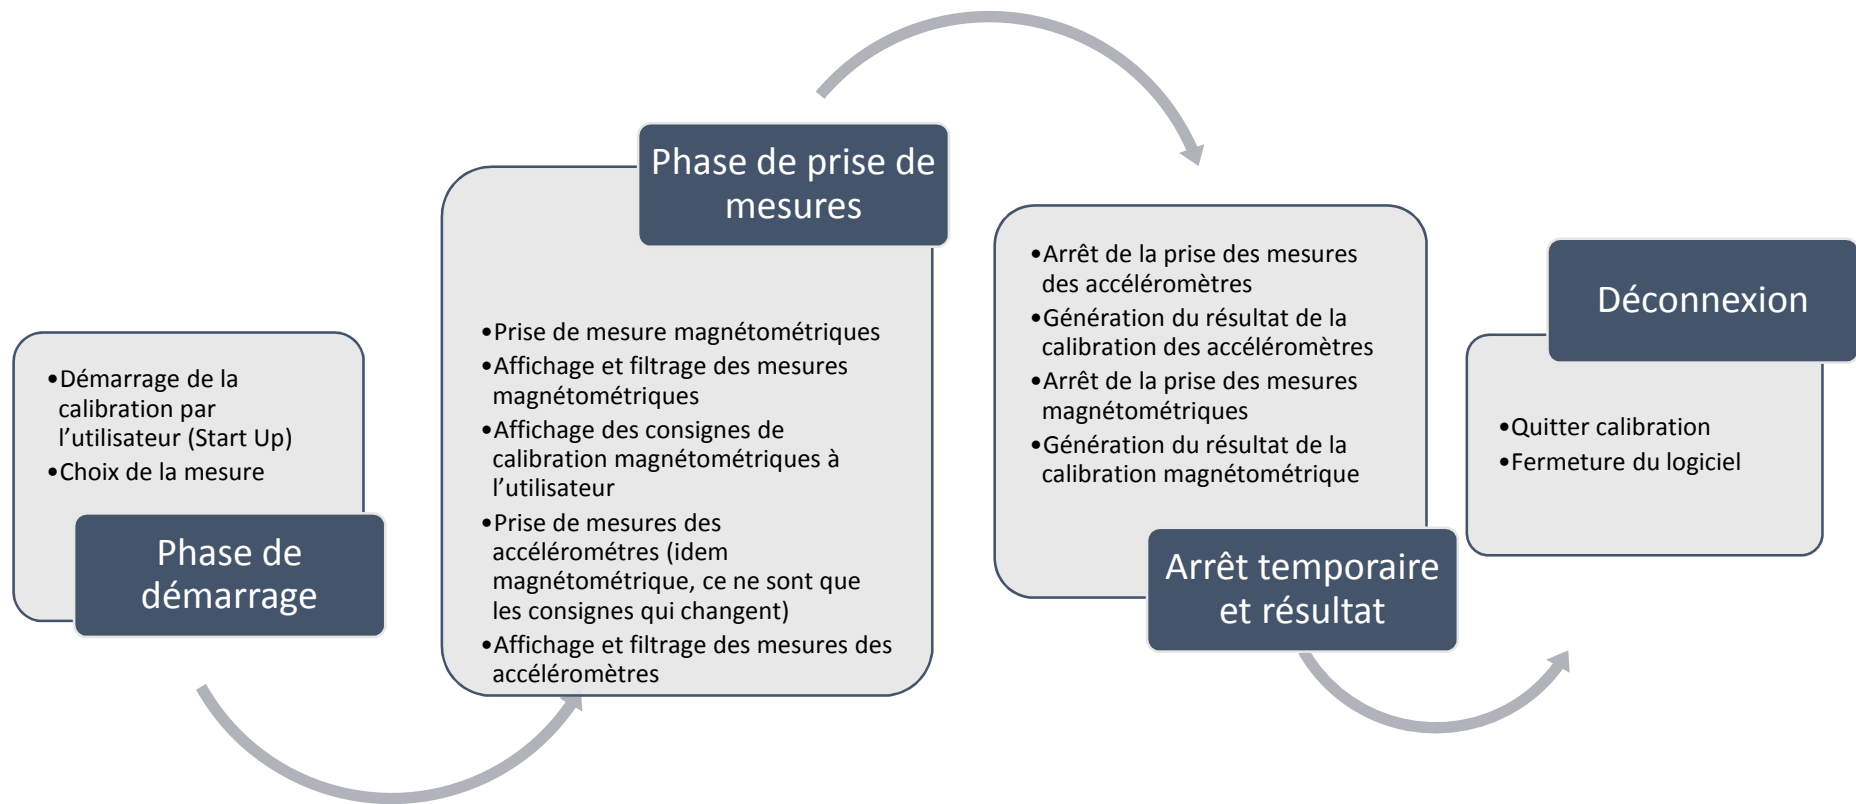 •Démarrage de la
calibration par
l’utilisateur (Start Up)
•Choix de la mesure
Phase de
démarrage
Phase de prise de
mesures
•Prise de mesure magnétométriques
•Affichage et filtrage des mesures
magnétométriques
•Affichage des consignes de
calibration magnétométriques à
l’utilisateur
•Prise de mesures des
accélérométres (idem
magnétométrique, ce ne sont que
les consignes qui changent)
•Affichage et filtrage des mesures des
accéléromètres
•Arrêt de la prise des mesures
des accéléromètres
•Génération du résultat de la
calibration des accéléromètres
•Arrêt de la prise des mesures
magnétométriques
•Génération du résultat de la
calibration magnétométrique
Arrêt temporaire
et résultat
Déconnexion
•Quitter calibration
•Fermeture du logiciel